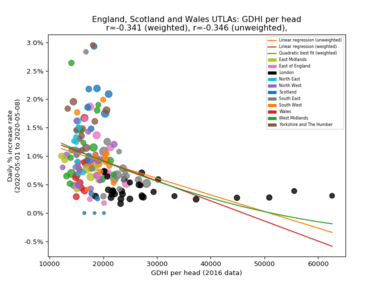 England, Scotland and Wales UTLAs: GDHI per head
r=-0.341 (weighted), r=-0.346 (unweighted),
Linear regression (unweighted)
Linear regression (weighted)
Quadratic best fit (weighted)
East Midlands
East of England
London
North East
North West
Scotland
South East
South West
Wales
West Midlands
Yorkshire and The Humber
Daily % increase rate
(2020-05-01 to 2020-05-08)
3.0%
2.5%
2.0%
1.5%
1.0%
0.5%
0.0%
-0.5%
10000
20000
30000
40000
50000
60000
GDHI per head (2016 data)